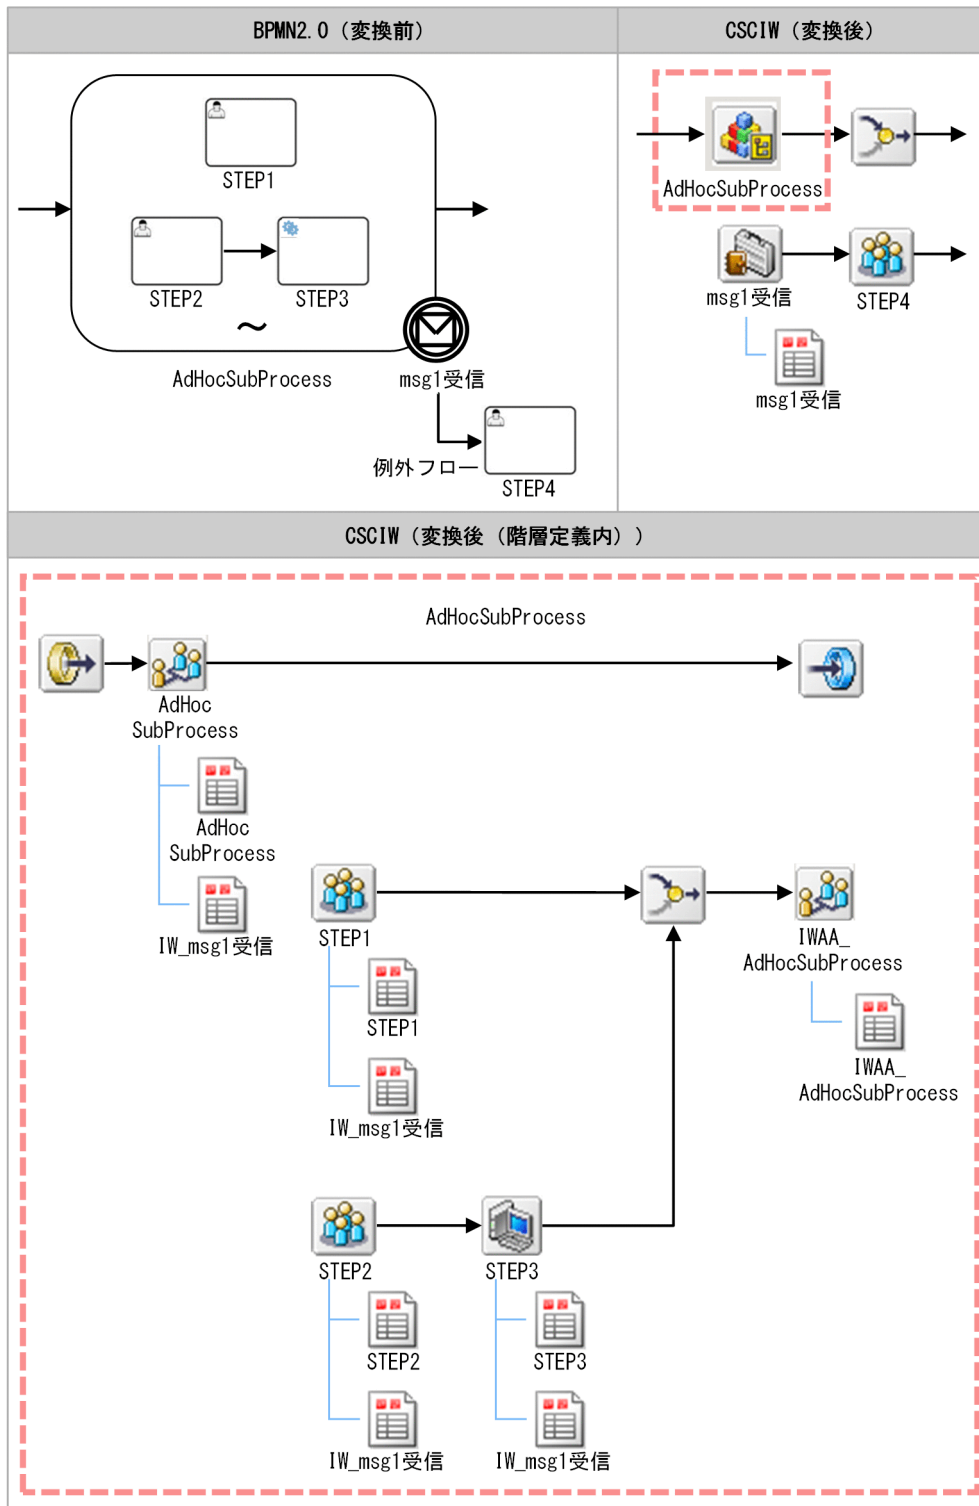 BPMN2.0（変換前）
CSCIW（変換後）
STEP1
STEP2
STEP3
～
AdHocSubProcess
msg1受信
例外フロー
STEP4
AdHocSubProcess
msg1受信
STEP4
msg1受信
CSCIW（変換後（階層定義内））
AdHocSubProcess
AdHoc
SubProcess
AdHoc
SubProcess
IW_msg1受信
STEP1
STEP1
IW_msg1受信
IWAA_
AdHocSubProcess
IWAA_
AdHocSubProcess
STEP2
STEP3
STEP2
STEP3
IW_msg1受信
IW_msg1受信